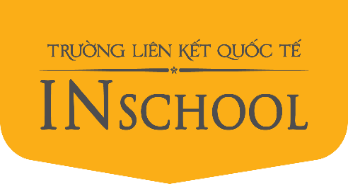 TRƯỜNG LIÊN KẾT QUỐC TẾ
INSCHOOL